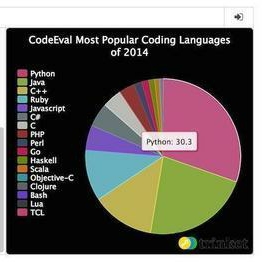 CodeEval Most Popular Coding Languages
of 2014
Python
Java
C++
Ruby
Javascript
C#
C
PHP
Perl
Go
Haskell
Scala
Objective-C
Clojure
Bash
Lua
TCL
Python: 30.3
trinket